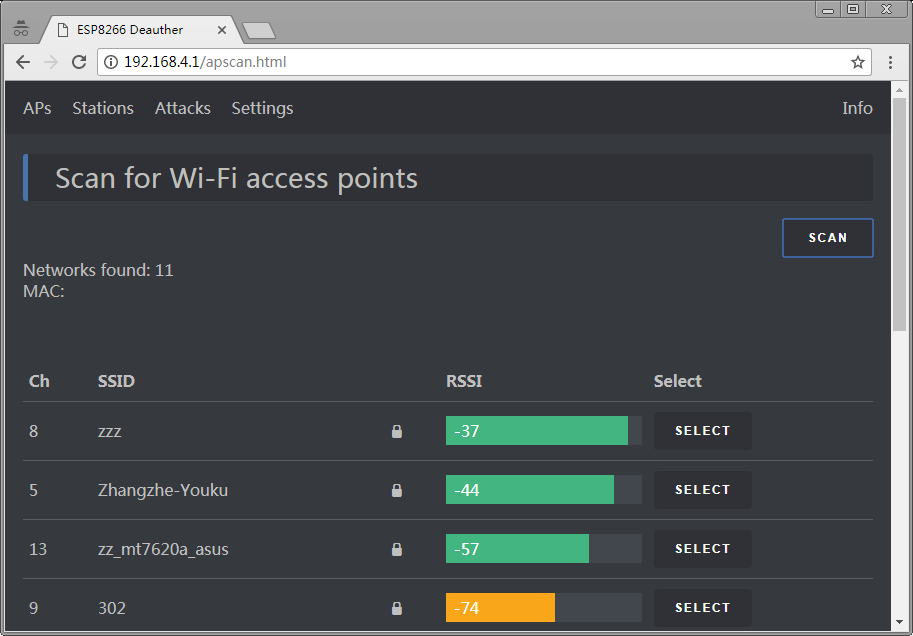 ESP8266 Deauther
192.168.4.1/apscan.html
APs Stations Attacks Settings Info
Scan for Wi-Fi access points
SCAN
Networks found: 11
MAC:
Ch SSID RSSI Select
8 zzz -37 SELECT
5 Zhangzhe-Youku -44 SELECT
13 zz_mt7620a_asus -57 SELECT
9 302 -74 SELECT